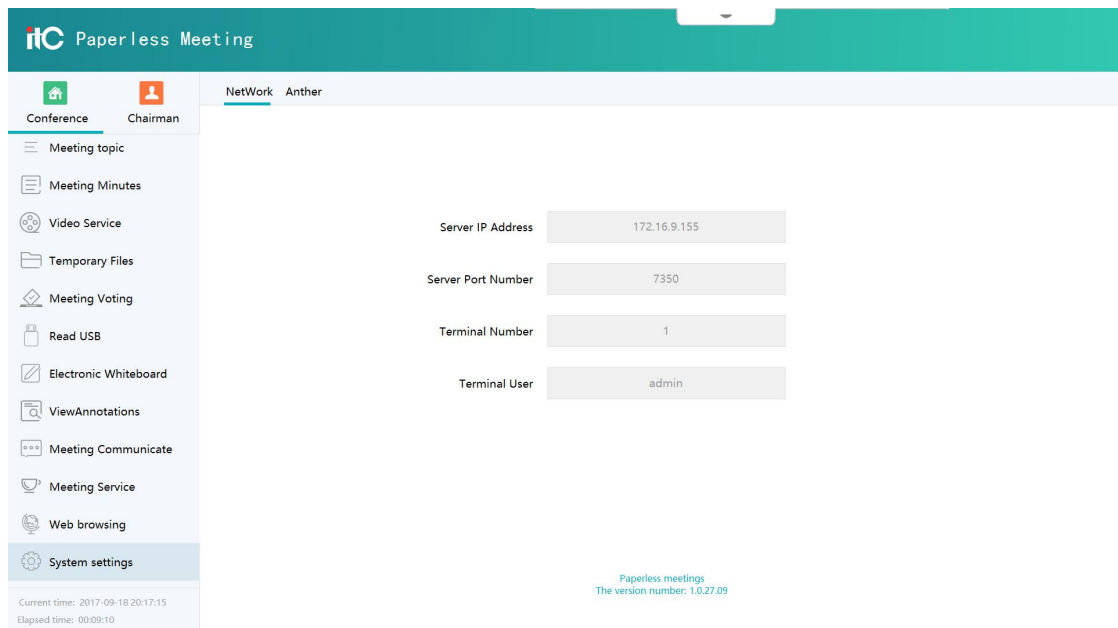 itC Paperless Meeting
Conference Chairman
NetWork Anther
Meeting topic
Meeting Minutes
Video Service
Temporary Files
Meeting Voting
Read USB
Electronic Whiteboard
ViewAnnotations
Meeting Communicate
Meeting Service
Web browsing
System settings
Current time: 2017-09-18 20:17:15
Elapsed time: 00:09:10
Server IP Address 172.16.9.155
Server Port Number 7350
Terminal Number 1
Terminal User admin
Paperless meetings
The version number: 1.0.27.09